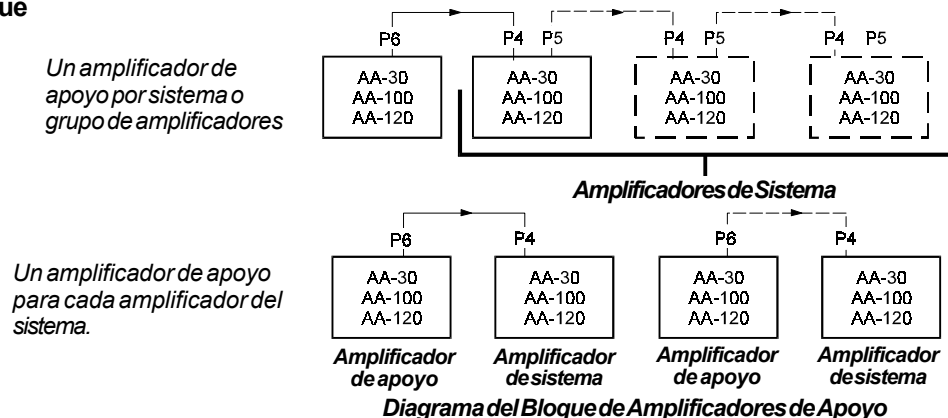 ue
P6 P4 P5 P4 P5 P4 P5
Un amplificador de
apoyo por sistema o
grupo de amplificadores
AA-30 AA-30 AA-30 AA-30
AA-100 AA-100 AA-100 AA-100
AA-120 AA-120 AA-120 AA-120
Amplificadores de Sistema
P6 P4 P6 P4
Un amplificador de apoyo
para cada amplificador del
sistema.
AA-30 AA-30 AA-30 AA-30
AA-100 AA-100 AA-100 AA-100
AA-120 AA-120 AA-120 AA-120
Amplificador Amplificador Amplificador Amplificador
de apoyo de sistema de apoyo de sistema
Diagrama del Bloque de Amplificadores de Apoyo